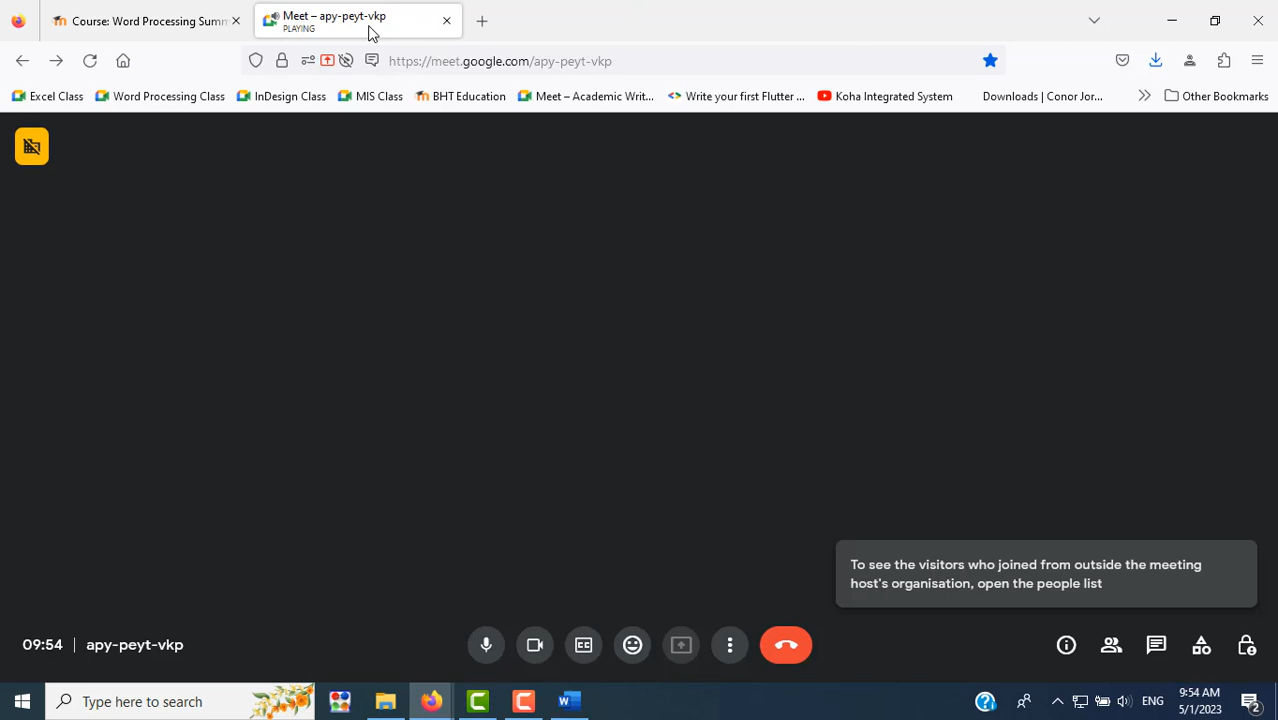 Course: Word Processing Summ
Meet – apy-peyt-vkp
PLAYING
https://meet.google.com/apy-peyt-vkp
Excel Class
Word Processing Class
InDesign Class
MIS Class
BHT Education
Meet – Academic Writ...
Write your first Flutter ...
Koha Integrated System
Downloads | Conor Jor...
Other Bookmarks
To see the visitors who joined from outside the meeting
host's organisation, open the people list
09:54 | apy-peyt-vkp
CC
Type here to search
ENG
9:54 AM
5/1/2023
2